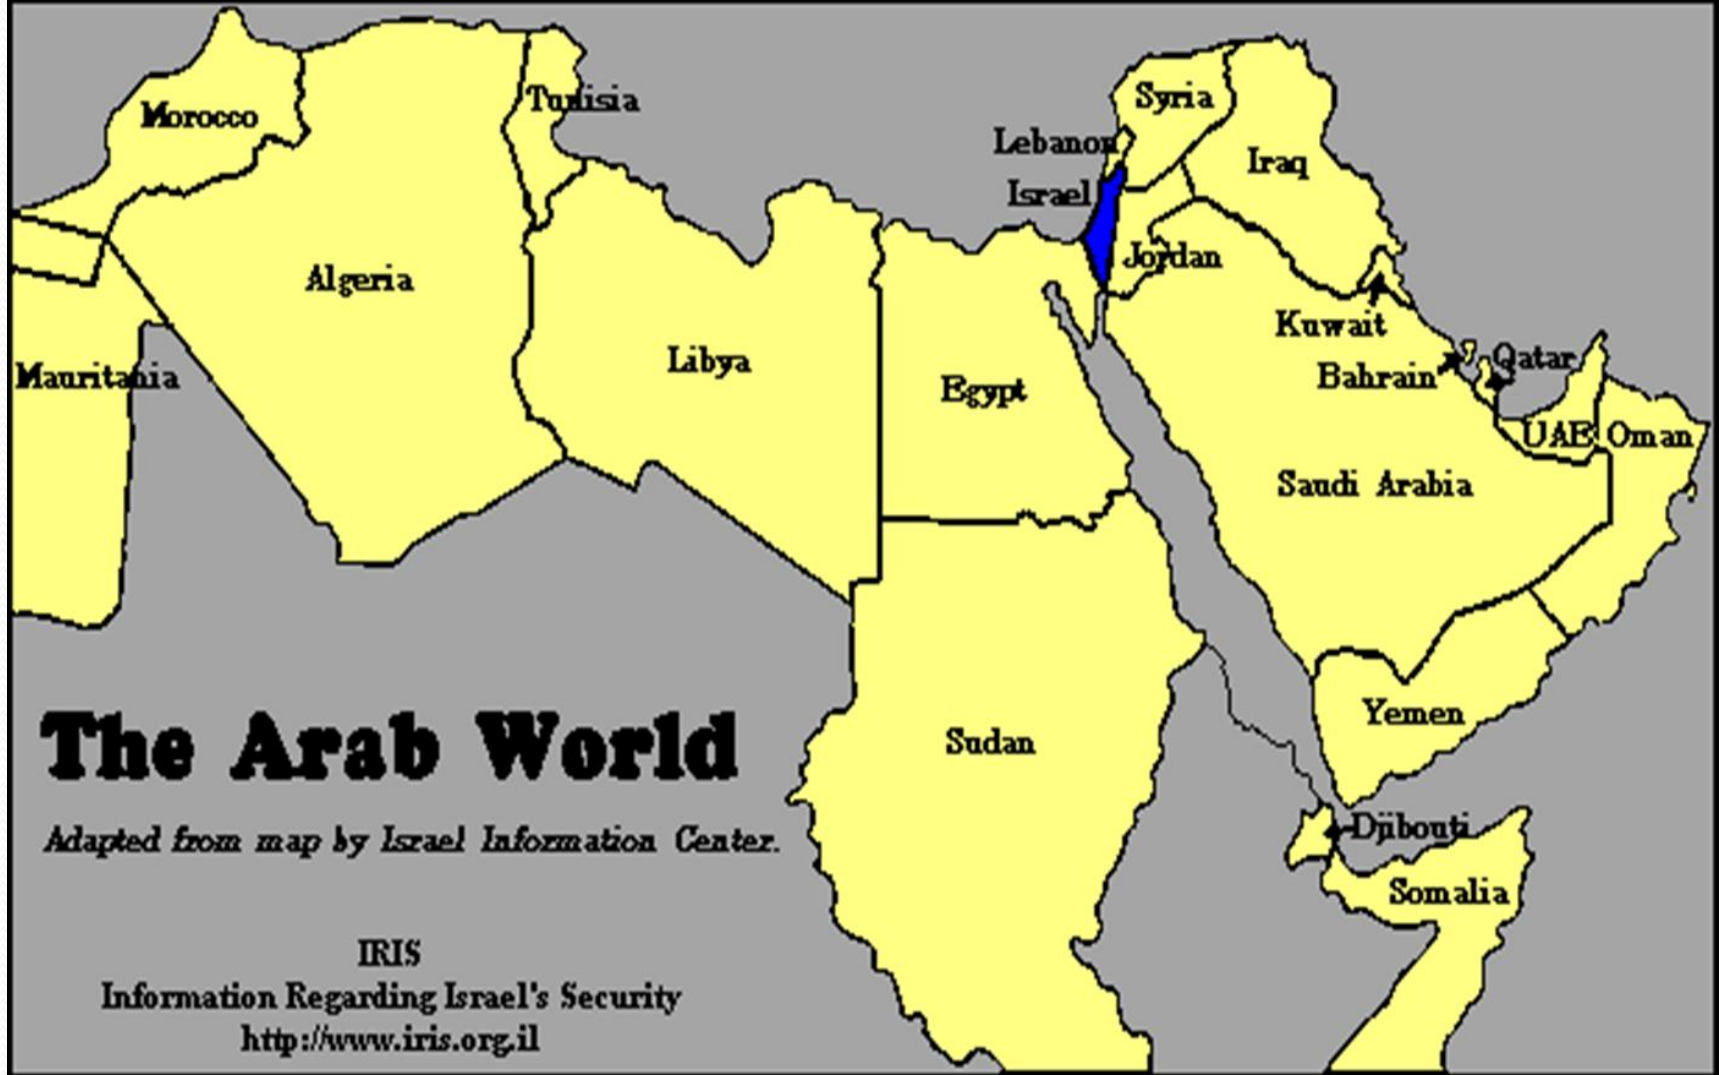 Morocco
Tunisia
Syria
Lebanon
Iraq
Israel
Jordan
Algeria
Kuwait
Libya
Qatar
Mauritania
Bahrain
Egypt
UAE
Oman
Saudi Arabia
Yemen
Sudan
The Arab World
Djibouti
Adapted from map by Israel Information Center.
Somalia
IRIS
Information Regarding Israel's Security
http://www.iris.org.il